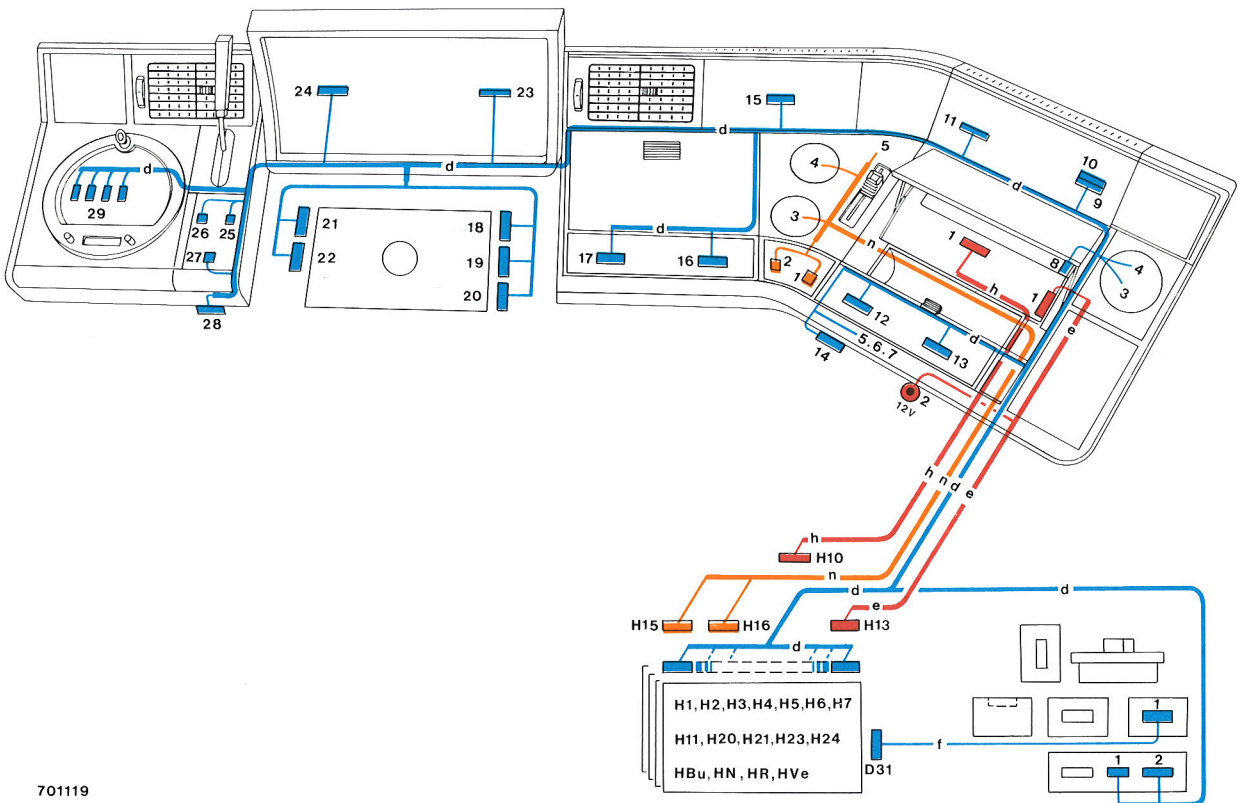 24
23
15
11
d
5
4
10
9
d
d
d
29
3
n
1
h
8
4
3
26
25
27
21
22
18
19
20
d
17
16
2
1
1
e
12
d
13
28
14
5.6.7
2
12V
h
n
d
e
h
H10
n
d
d
e
H15
H16
H13
d
H1, H2, H3, H4, H5, H6, H7
H11, H20, H21, H23, H24
HBu, HN, HR, HVe
D31
f
1
1
2
701119